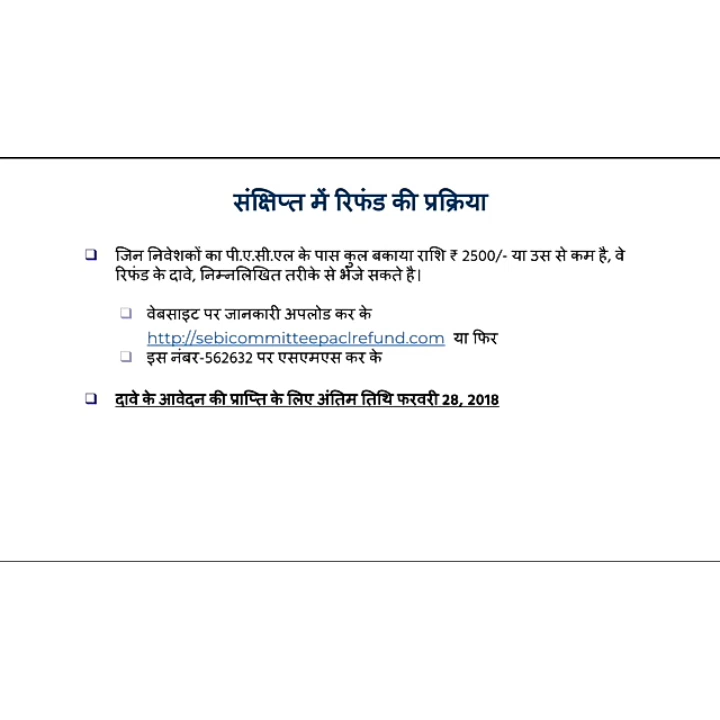 संक्षिप्त में रिफंड की प्रक्रिया
जिन निवेशकों का पी.ए.सी.एल के पास कुल बकाया राशि ₹ 2500/- या उस से कम है, वे
रिफंड के दावे, निम्नलिखित तरीके से भेजे सकते है।
वेबसाइट पर जानकारी अपलोड कर के
http://sebicommitteepaclrefund.com या फिर
इस नंबर-562632 पर एसएमएस कर के
दावे के आवेदन की प्राप्ति के लिए अंतिम तिथि फरवरी 28, 2018